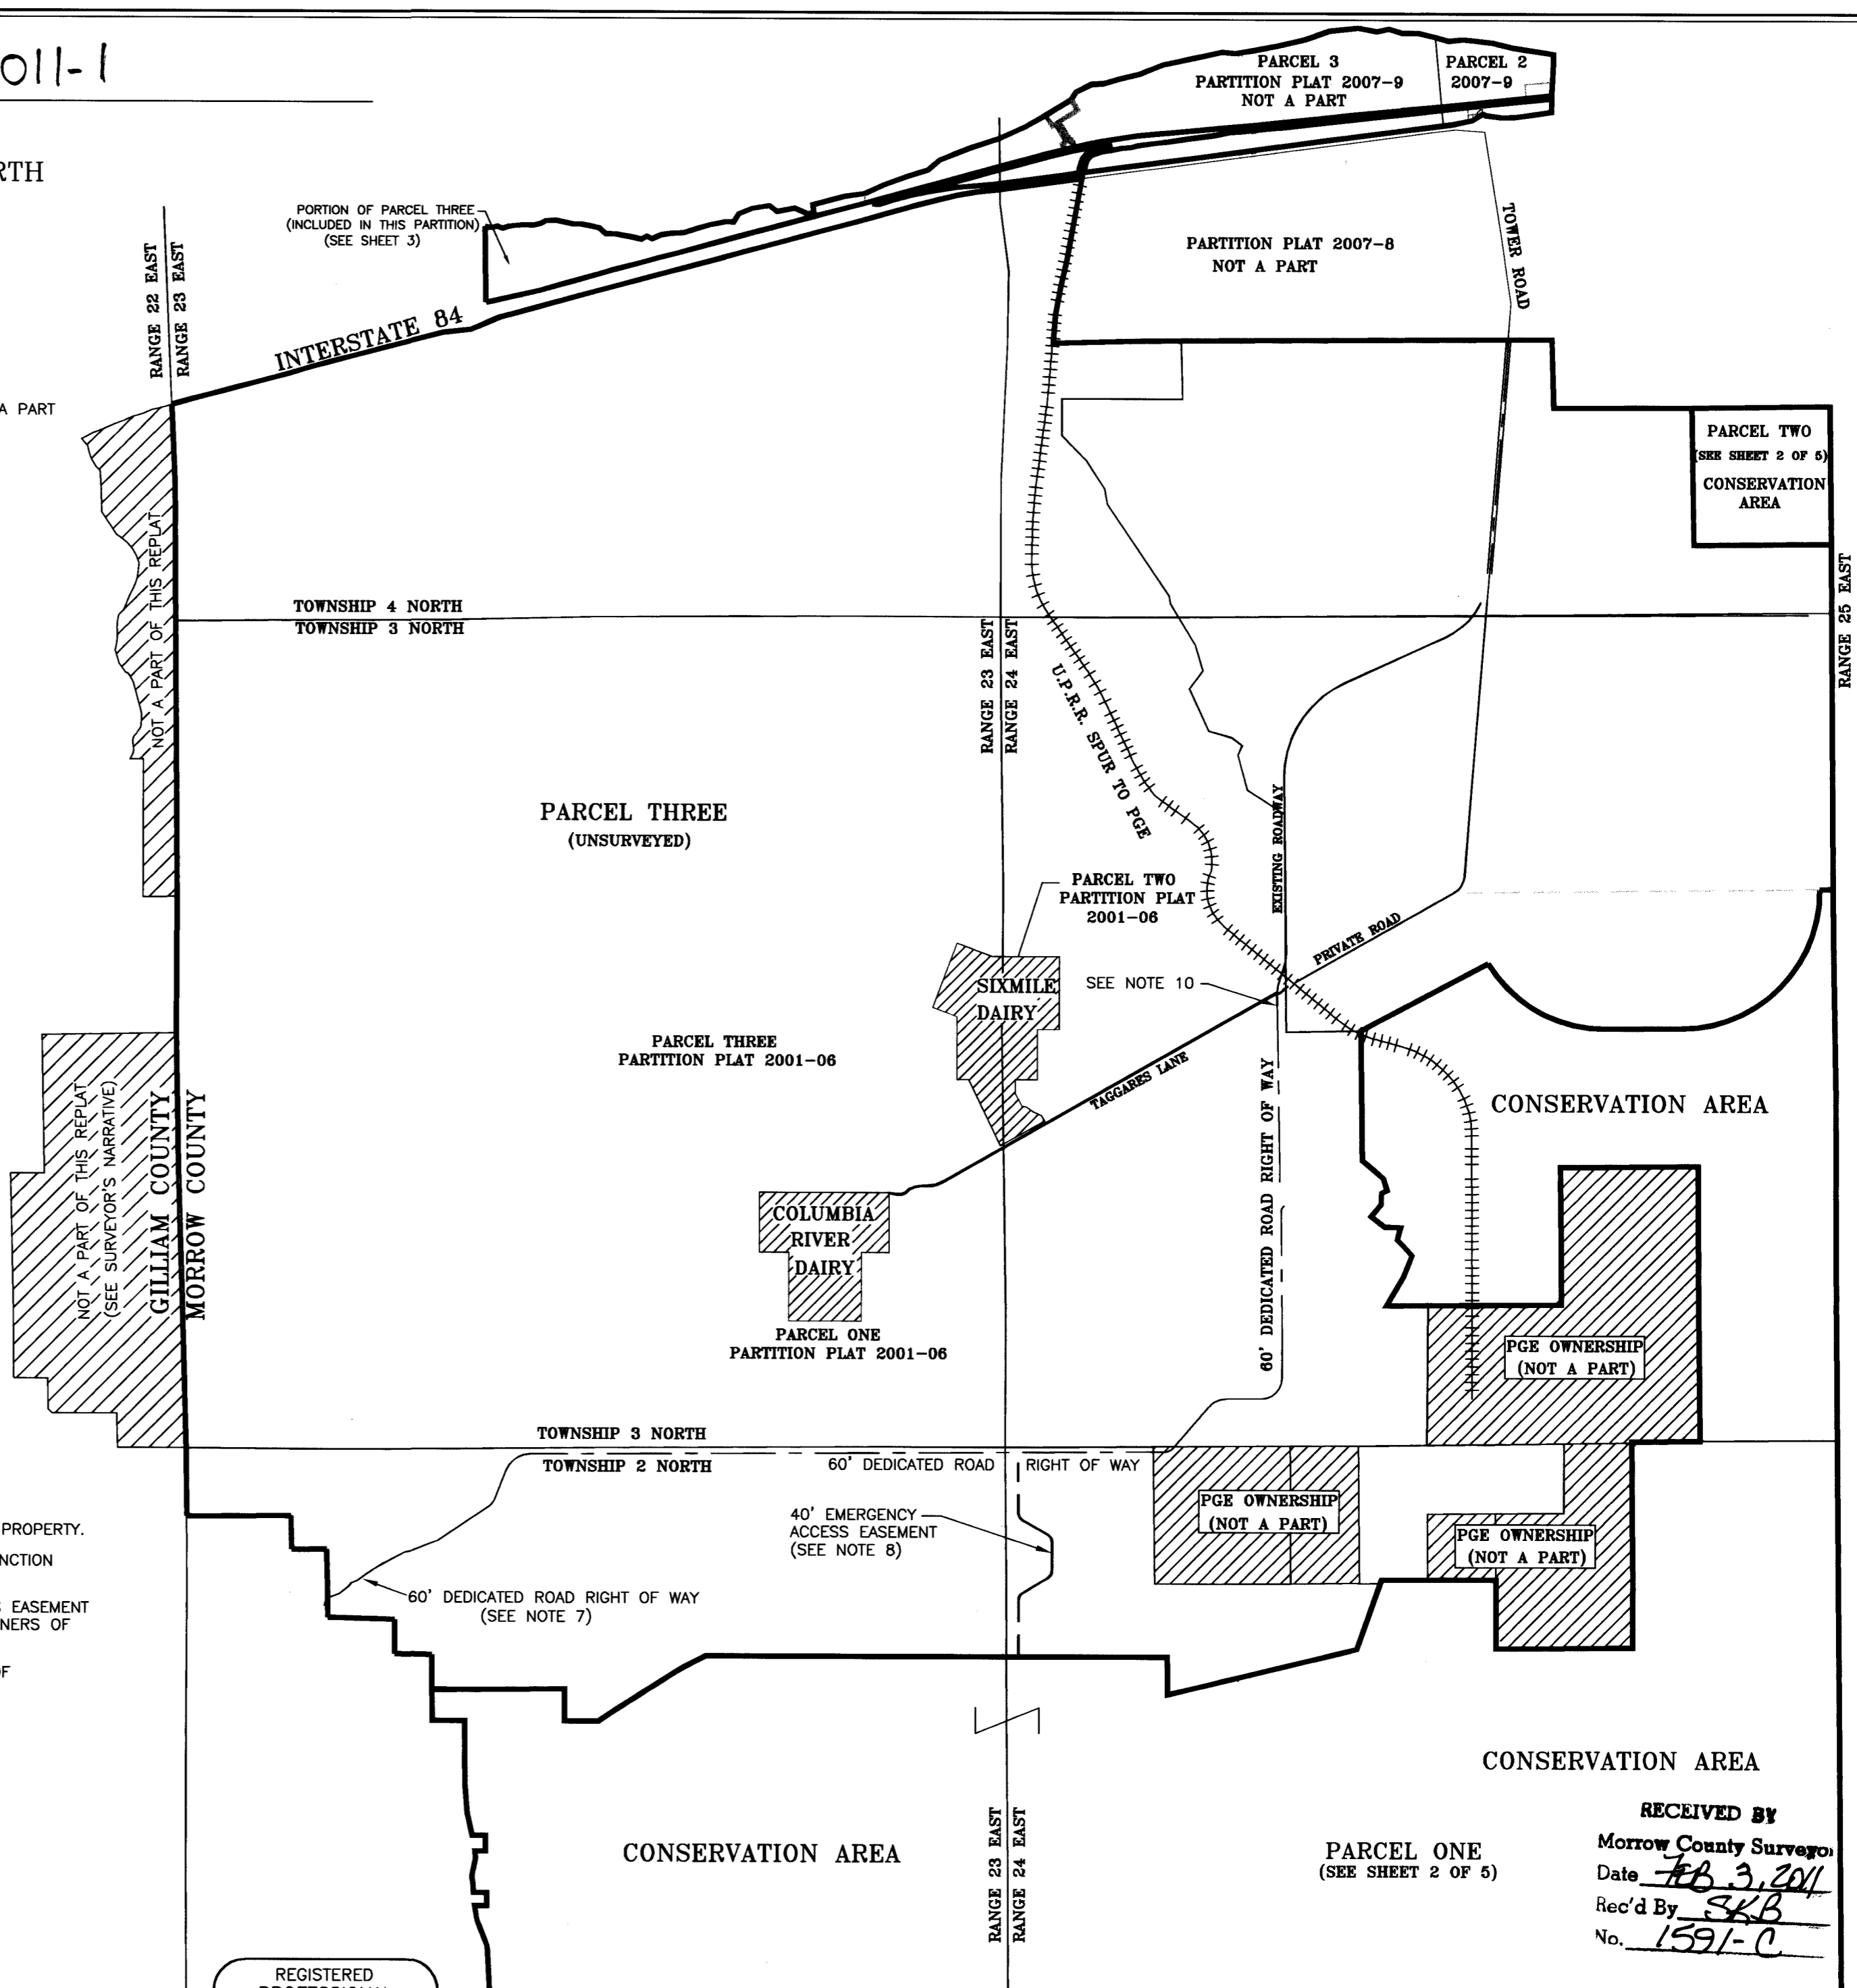 011-1
RTH
A PART
PARCEL 3
PARTITION PLAT 2007-9
NOT A PART
PARCEL 2
2007-9
PORTION OF PARCEL THREE
(INCLUDED IN THIS PARTITION)
(SEE SHEET 3)
RANGE 22 EAST
RANGE 23 EAST
INTERSTATE 84
PARTITION PLAT 2007-8
NOT A PART
TOWER ROAD
PARCEL TWO
(SEE SHEET 2 OF 5)
CONSERVATION
AREA
RANGE 25 EAST
NOT A PART OF THIS REPLAT
TOWNSHIP 4 NORTH
TOWNSHIP 3 NORTH
RANGE 23 EAST
RANGE 24 EAST
U.P.R.R. SPUR TO PGE
PARCEL THREE
(UNSURVEYED)
EXISTING ROADWAY
PARCEL TWO
PARTITION PLAT
2001-06
PRIVATE ROAD
SIXMILE
DAIRY
SEE NOTE 10
PARCEL THREE
PARTITION PLAT 2001-06
TAGGARES LANE
60' DEDICATED ROAD RIGHT OF WAY
CONSERVATION AREA
NOT A PART OF THIS REPLAT
(SEE SURVEYOR'S NARRATIVE)
GILLIAM COUNTY
MORROW COUNTY
COLUMBIA
RIVER
DAIRY
PARCEL ONE
PARTITION PLAT 2001-06
PGE OWNERSHIP
(NOT A PART)
TOWNSHIP 3 NORTH
TOWNSHIP 2 NORTH
60' DEDICATED ROAD RIGHT OF WAY
PGE OWNERSHIP
(NOT A PART)
PGE OWNERSHIP
(NOT A PART)
40' EMERGENCY
ACCESS EASEMENT
(SEE NOTE 8)
60' DEDICATED ROAD RIGHT OF WAY
(SEE NOTE 7)
PROPERTY.
NCTION
S EASEMENT
NERS OF
OF
CONSERVATION AREA
CONSERVATION AREA
RANGE 23 EAST
RANGE 24 EAST
PARCEL ONE
(SEE SHEET 2 OF 5)
RECEIVED BY
Morrow County Surveyor
Date FEB 3, 2011
Rec'd By SKB
No. 1591-C
REGISTERED
PROFESSIONAL